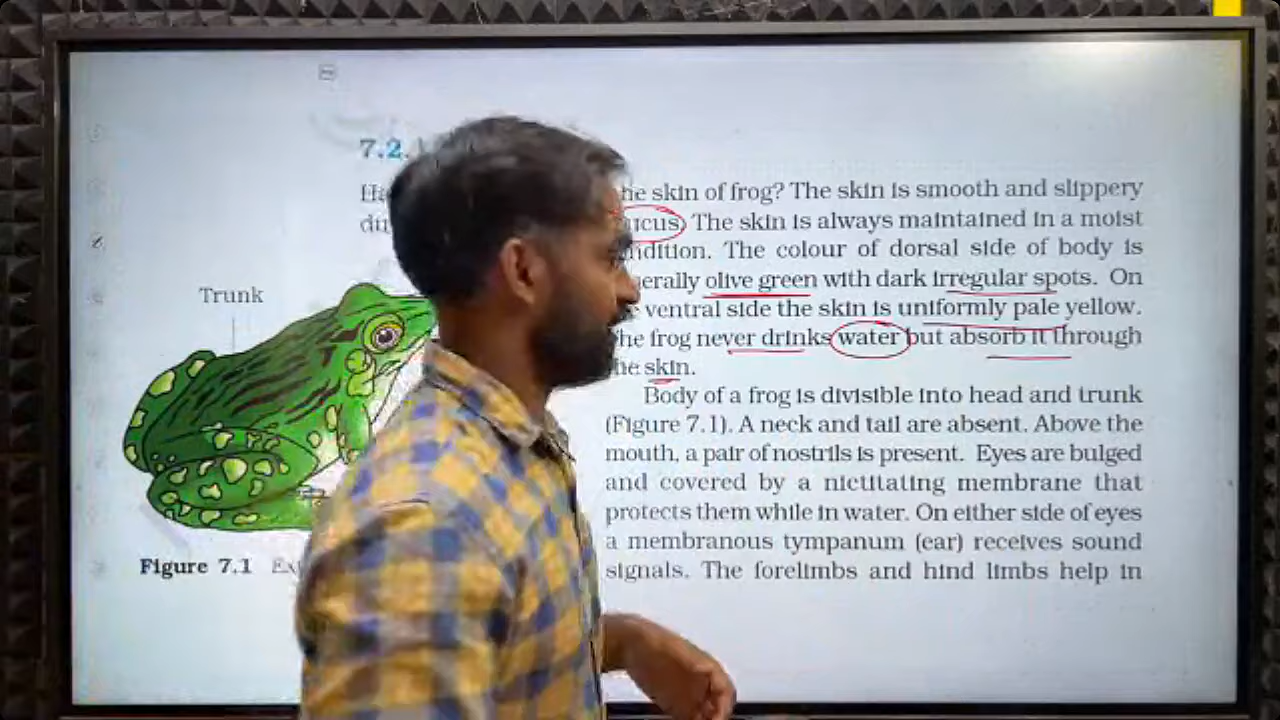 7.2.
he skin of frog? The skin is smooth and slippery
ucus. The skin is always maintained in a moist
ndition. The colour of dorsal side of body is
erally olive green with dark irregular spots. On
ventral side the skin is uniformly pale yellow.
he frog never drinks water but absorb it through
he skin.
Trunk
Body of a frog is divisible into head and trunk
(Figure 7.1). A neck and tail are absent. Above the
mouth, a pair of nostrils is present. Eyes are bulged
and covered by a nictitating membrane that
protects them while in water. On either side of eyes
a membranous tympanum (ear) receives sound
signals. The forelimbs and hind limbs help in
Figure 7.1